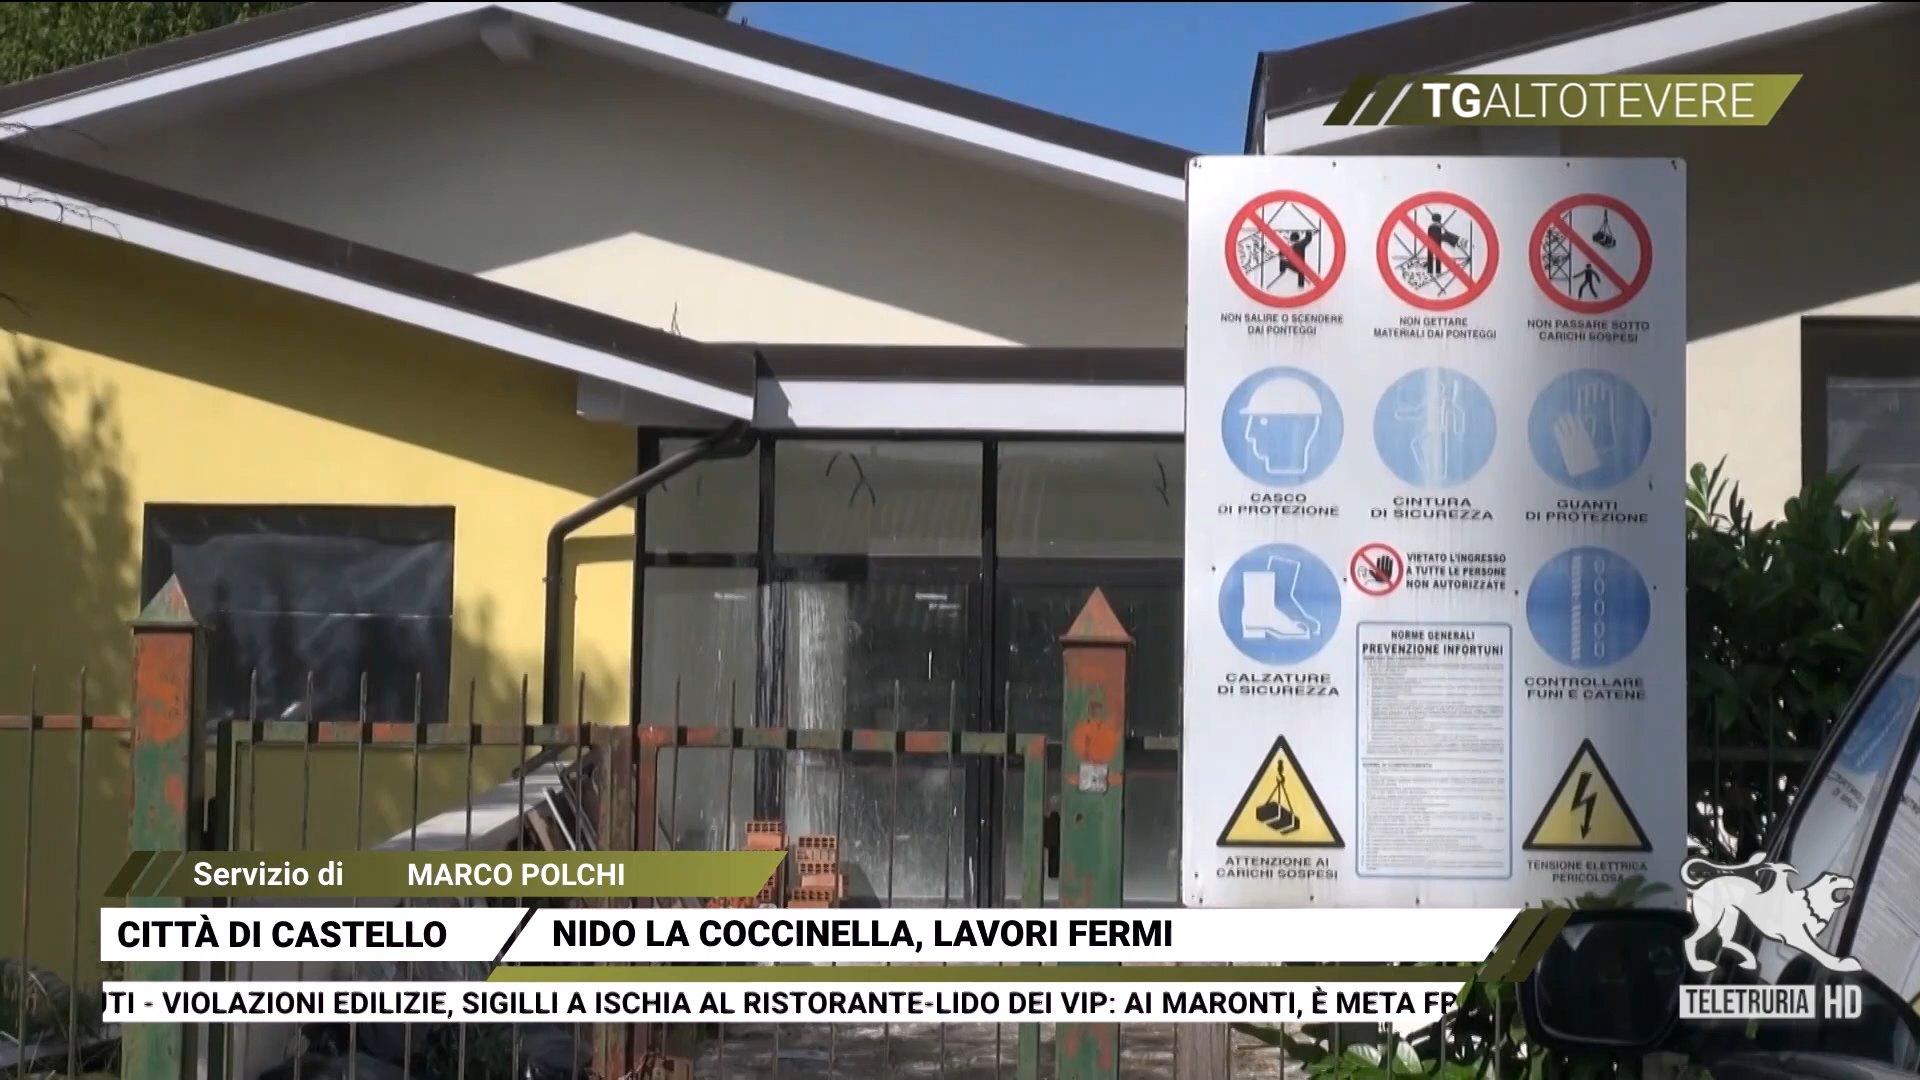 TGALTOTEVERE
NON SALIRE O SCENDERE
DAI PONTEGGI
NON GETTARE
MATERIALI DAI PONTEGGI
NON PASSARE SOTTO
CARICHI SOSPESI
CASCO
DI PROTEZIONE
CINTURA
DI SICUREZZA
GUANTI
DI PROTEZIONE
CALZATURE
DI SICUREZZA
VIETATO L'INGRESSO
A TUTTE LE PERSONE
NON AUTORIZZATE
CONTROLLARE
FUNI E CATENE
NORME GENERALI
PREVENZIONE INFORTUNI
ATTENZIONE AI
CARICHI SOSPESI
TENSIONE ELETTRICA
PERICOLOSA
Servizio di MARCO POLCHI
CITTÀ DI CASTELLO NIDO LA COCCINELLA, LAVORI FERMI
UTI - VIOLAZIONI EDILIZIE, SIGILLI A ISCHIA AL RISTORANTE-LIDO DEI VIP: AI MARONTI, È META FR
TELETRURIA HD